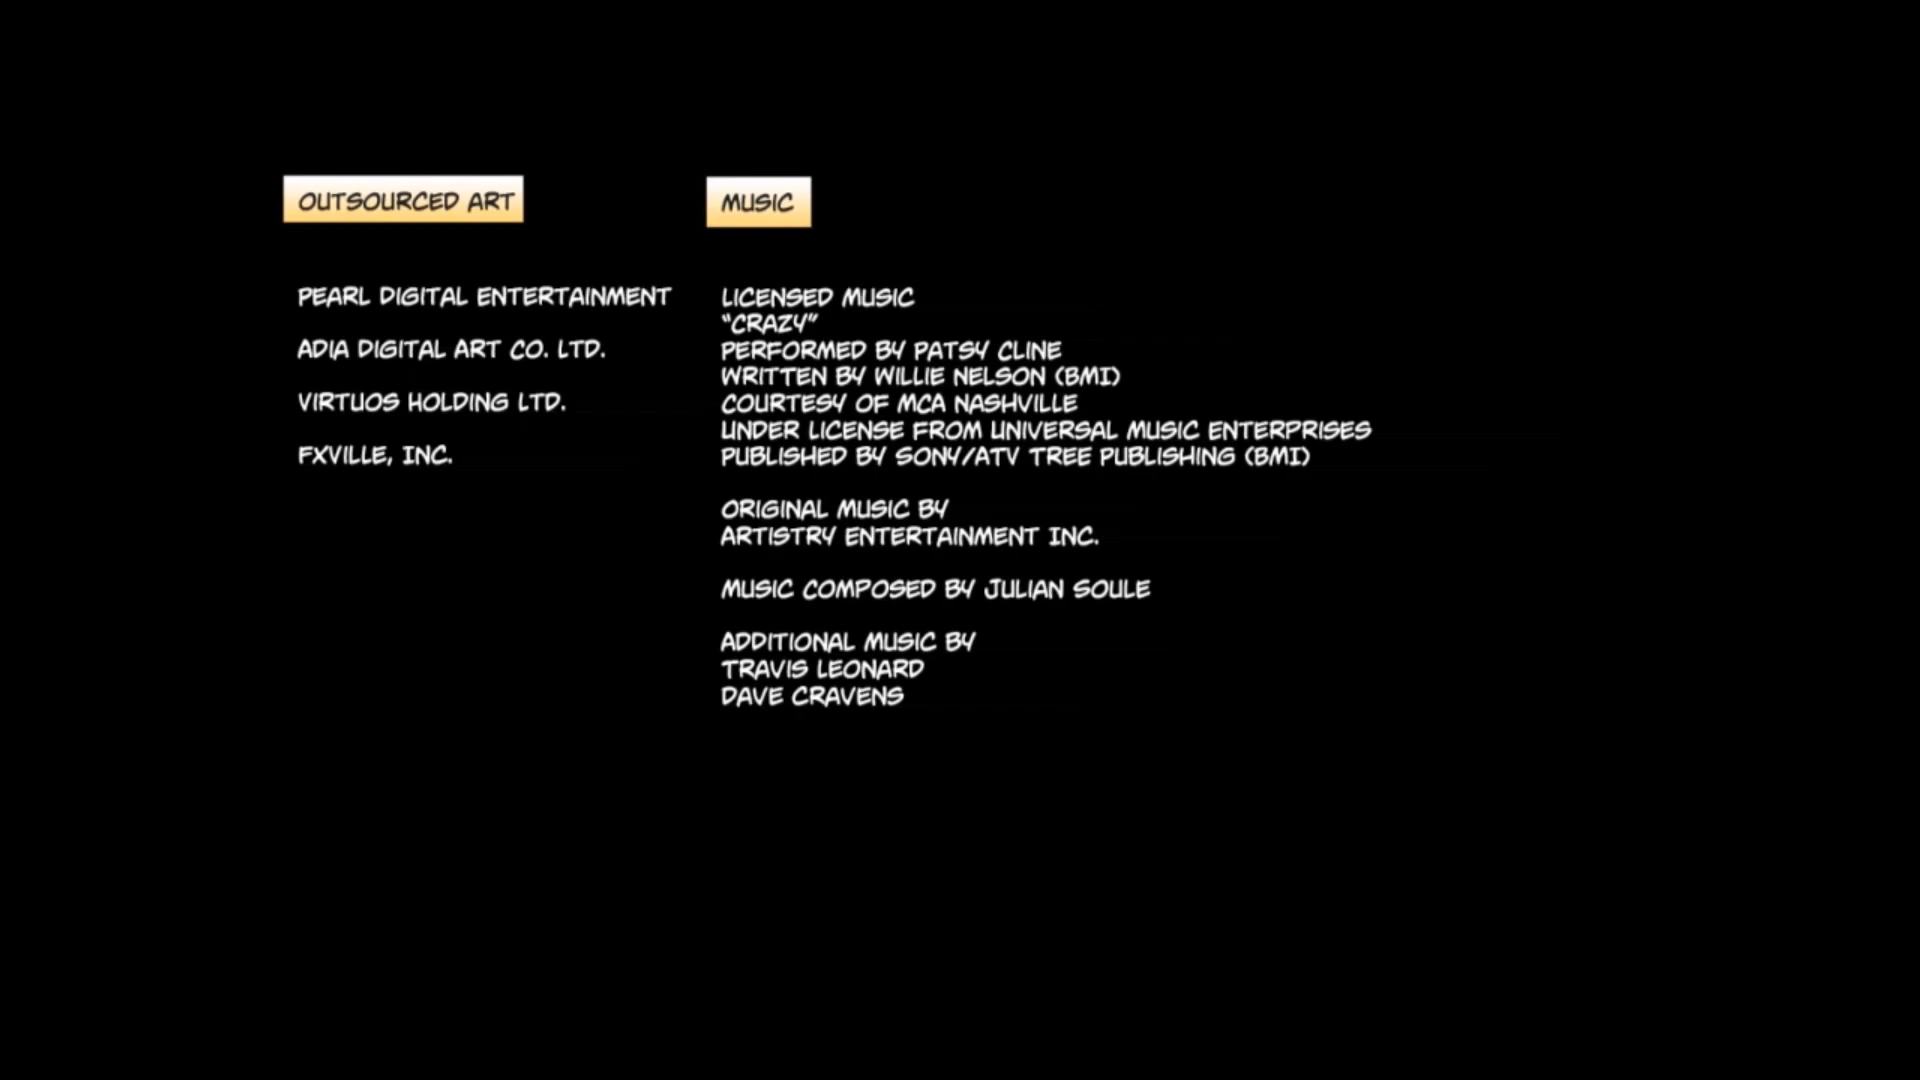 OUTSOURCED ART
PEARL DIGITAL ENTERTAINMENT
ADIA DIGITAL ART CO. LTD.
VIRTUOS HOLDING LTD.
FXVILLE, INC.
MUSIC
LICENSED MUSIC
"CRAZY"
PERFORMED BY PATSY CLINE
WRITTEN BY WILLIE NELSON (BMI)
COURTESY OF MCA NASHVILLE
UNDER LICENSE FROM UNIVERSAL MUSIC ENTERPRISES
PUBLISHED BY SONY/ATV TREE PUBLISHING (BMI)
ORIGINAL MUSIC BY
ARTISTRY ENTERTAINMENT INC.
MUSIC COMPOSED BY JULIAN SOULE
ADDITIONAL MUSIC BY
TRAVIS LEONARD
DAVE CRAVENS